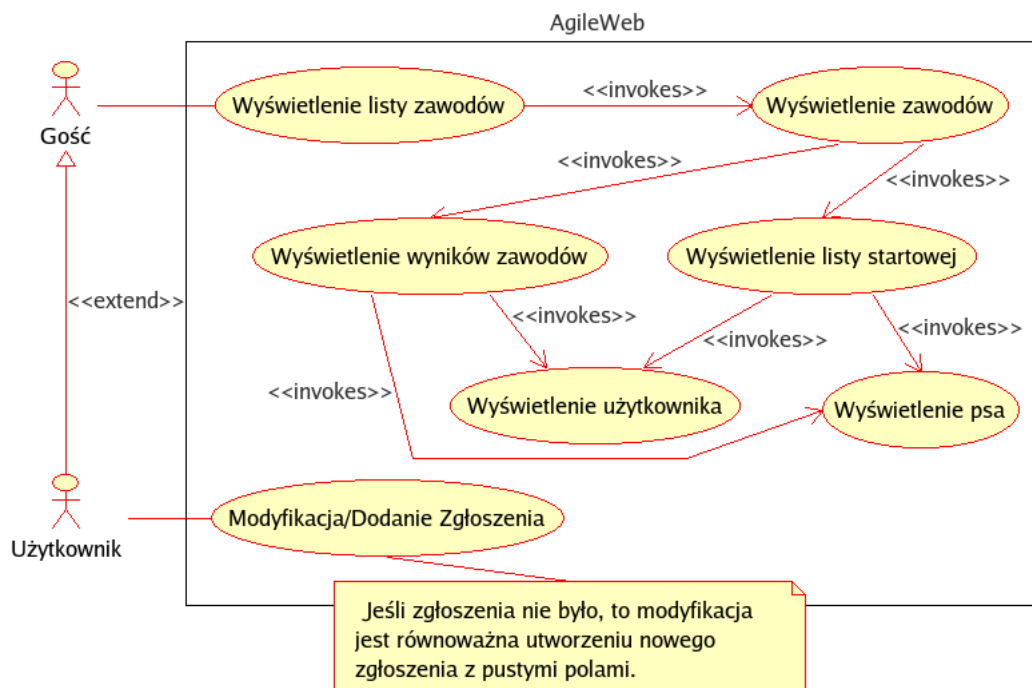 AgileWeb
Wyświetlenie listy zawodów
<<invokes>>
Wyświetlenie zawodów
Gość
<<invokes>>
<<invokes>>
Wyświetlenie wyników zawodów
Wyświetlenie listy startowej
<<extend>>
<<invokes>>
<<invokes>>
<<invokes>>
<<invokes>>
Wyświetlenie użytkownika
Wyświetlenie psa
Modyfikacja/Dodanie Zgłoszenia
Użytkownik
Jeśli zgłoszenia nie było, to modyfikacja
jest równoważna utworzeniu nowego
zgłoszenia z pustymi polami.